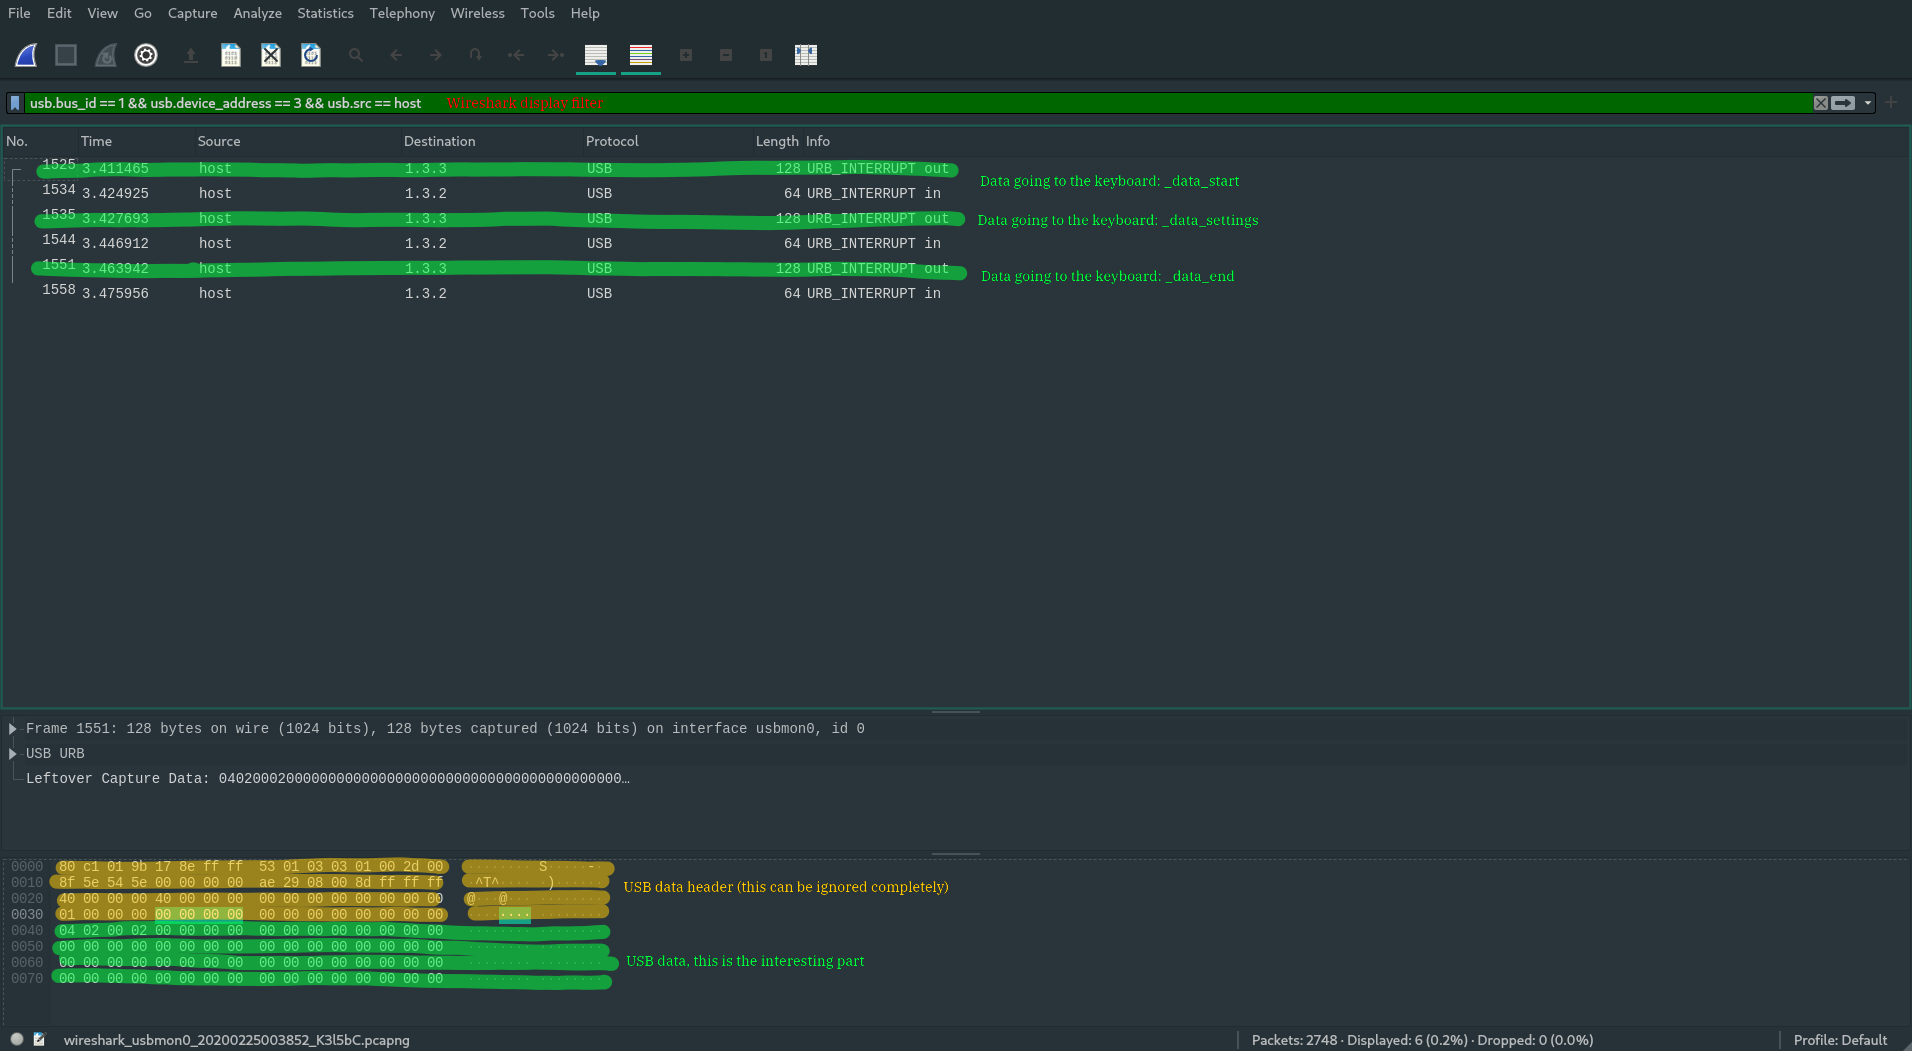 File Edit View Go Capture Analyze Statistics Telephony Wireless Tools Help
usb.bus_id == 1 && usb.device_address == 3 && usb.src == host Wireshark display filter
No. Time Source Destination Protocol Length Info
1525 3.411465 host 1.3.3 USB 128 URB_INTERRUPT out
Data going to the keyboard: _data_start
1534 3.424925 host 1.3.2 USB 64 URB_INTERRUPT in
1535 3.427693 host 1.3.3 USB 128 URB_INTERRUPT out Data going to the keyboard: _data_settings
1544 3.446912 host 1.3.2 USB 64 URB_INTERRUPT in
1551 3.463942 host 1.3.3 USB 128 URB_INTERRUPT out Data going to the keyboard: _data_end
1558 3.475956 host 1.3.2 USB 64 URB_INTERRUPT in
Frame 1551: 128 bytes on wire (1024 bits), 128 bytes captured (1024 bits) on interface usbmon0, id 0
USB URB
Leftover Capture Data: 04020002000000000000000000000000000000000000000000…
0000 80 c1 01 9b 17 8e ff ff 53 01 03 03 01 00 2d 00 ········ S·····-·
0010 8f 5e 54 5e 00 00 00 00 ae 29 08 00 8d ff ff ff ·^T^···· ·)······
USB data header (this can be ignored completely)
0020 40 00 00 00 40 00 00 00 00 00 00 00 00 00 00 00 @···@··· ········
0030 01 00 00 00 00 00 00 00 00 00 00 00 00 00 00 00 ········ ········
0040 04 02 00 02 00 00 00 00 00 00 00 00 00 00 00 00 ········ ········
0050 00 00 00 00 00 00 00 00 00 00 00 00 00 00 00 00 ········ ········
0060 00 00 00 00 00 00 00 00 00 00 00 00 00 00 00 00 ········ ········ USB data, this is the interesting part
0070 00 00 00 00 00 00 00 00 00 00 00 00 00 00 00 00 ········ ········
wireshark_usbmon0_20200225003852_K3l5bC.pcapng Packets: 2748 · Displayed: 6 (0.2%) · Dropped: 0 (0.0%) Profile: Default